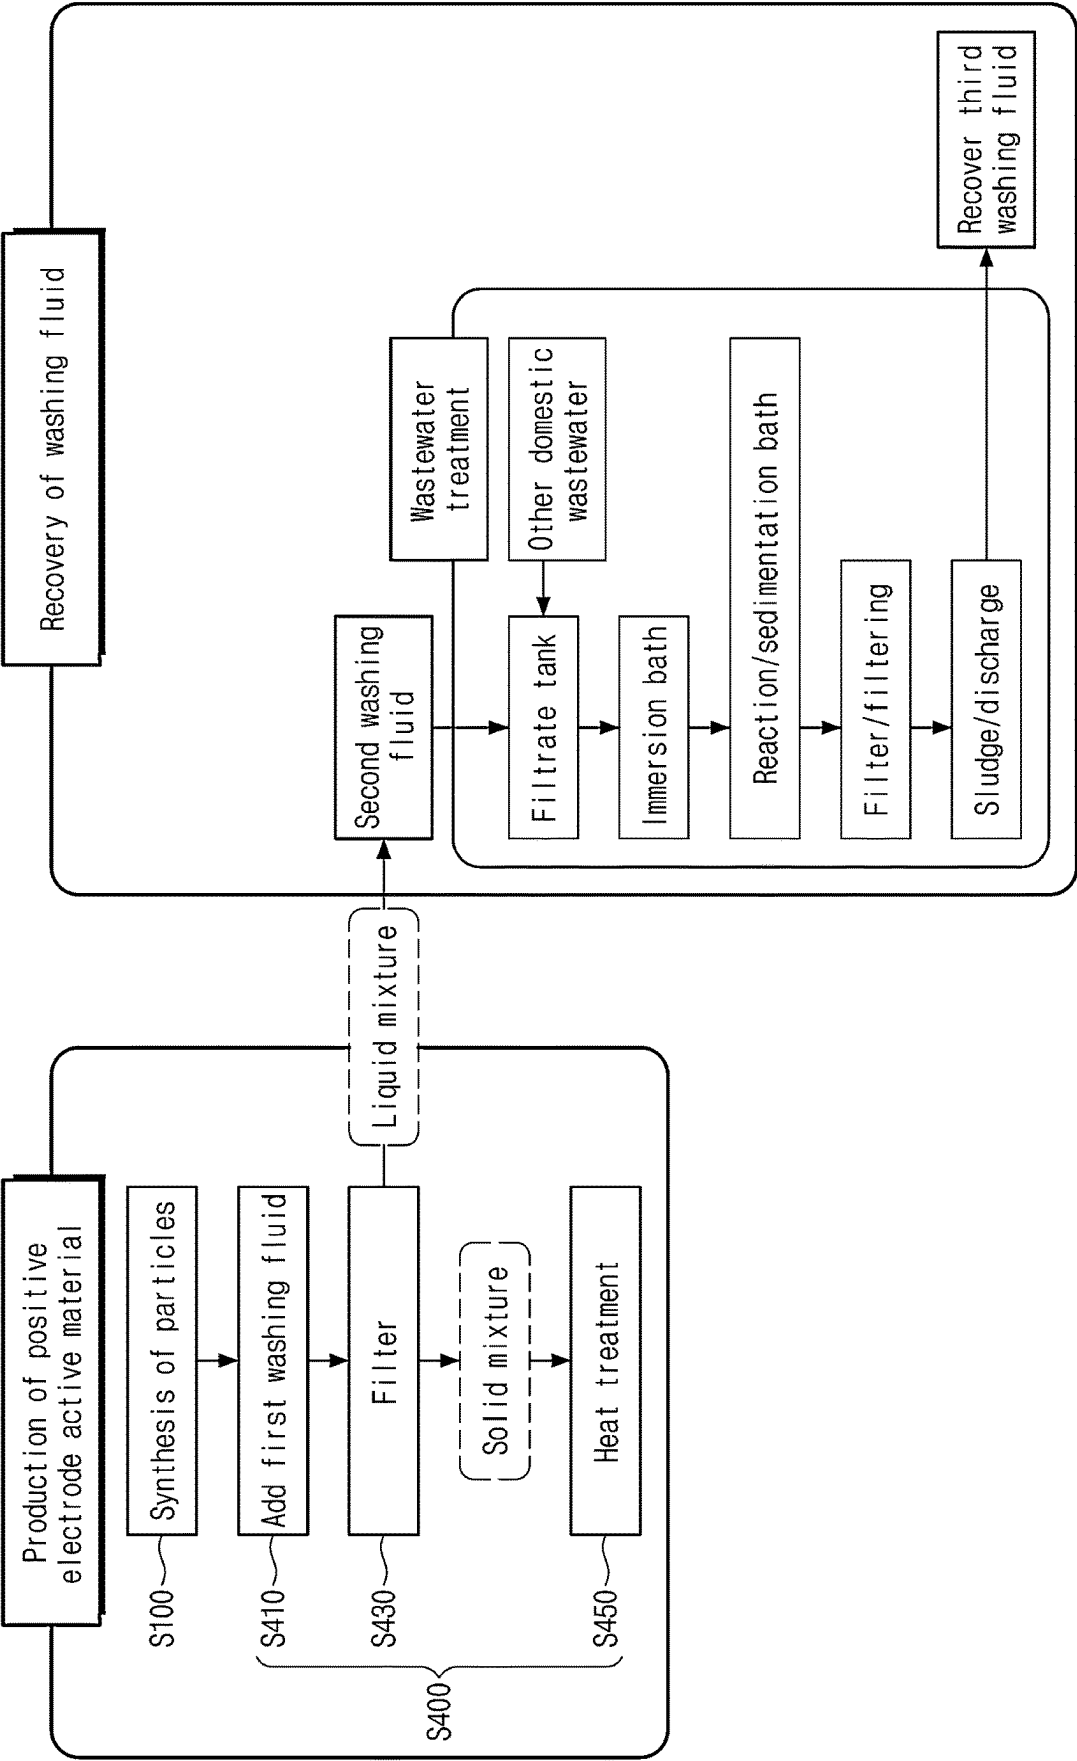 Production of positive
electrode active material
S100
Synthesis of particles
S410
Add first washing fluid
S430
Filter
Solid mixture
S450
Heat treatment
S400
Liquid mixture
Recovery of washing fluid
Second washing
fluid
Wastewater
treatment
Filtrate tank
Other domestic
wastewater
Immersion bath
Reaction/sedimentation bath
Filter/filtering
Sludge/discharge
Recover third
washing fluid